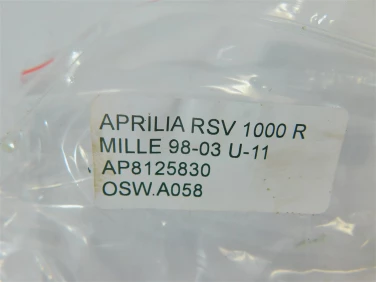 APRILIA RSV 1000 R
MILLE 98-03 U-11
AP8125830
OSW.A058